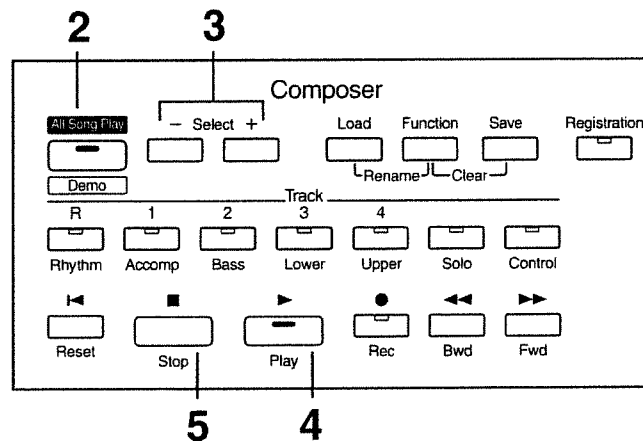 2 3
Composer
All Song Play - Select + Load Function Save Registration
Demo Rename Clear
Track
R 1 2 3 4
Rhythm Accomp Bass Lower Upper Solo Control
Reset Stop Play Rec Bwd Fwd
5 4